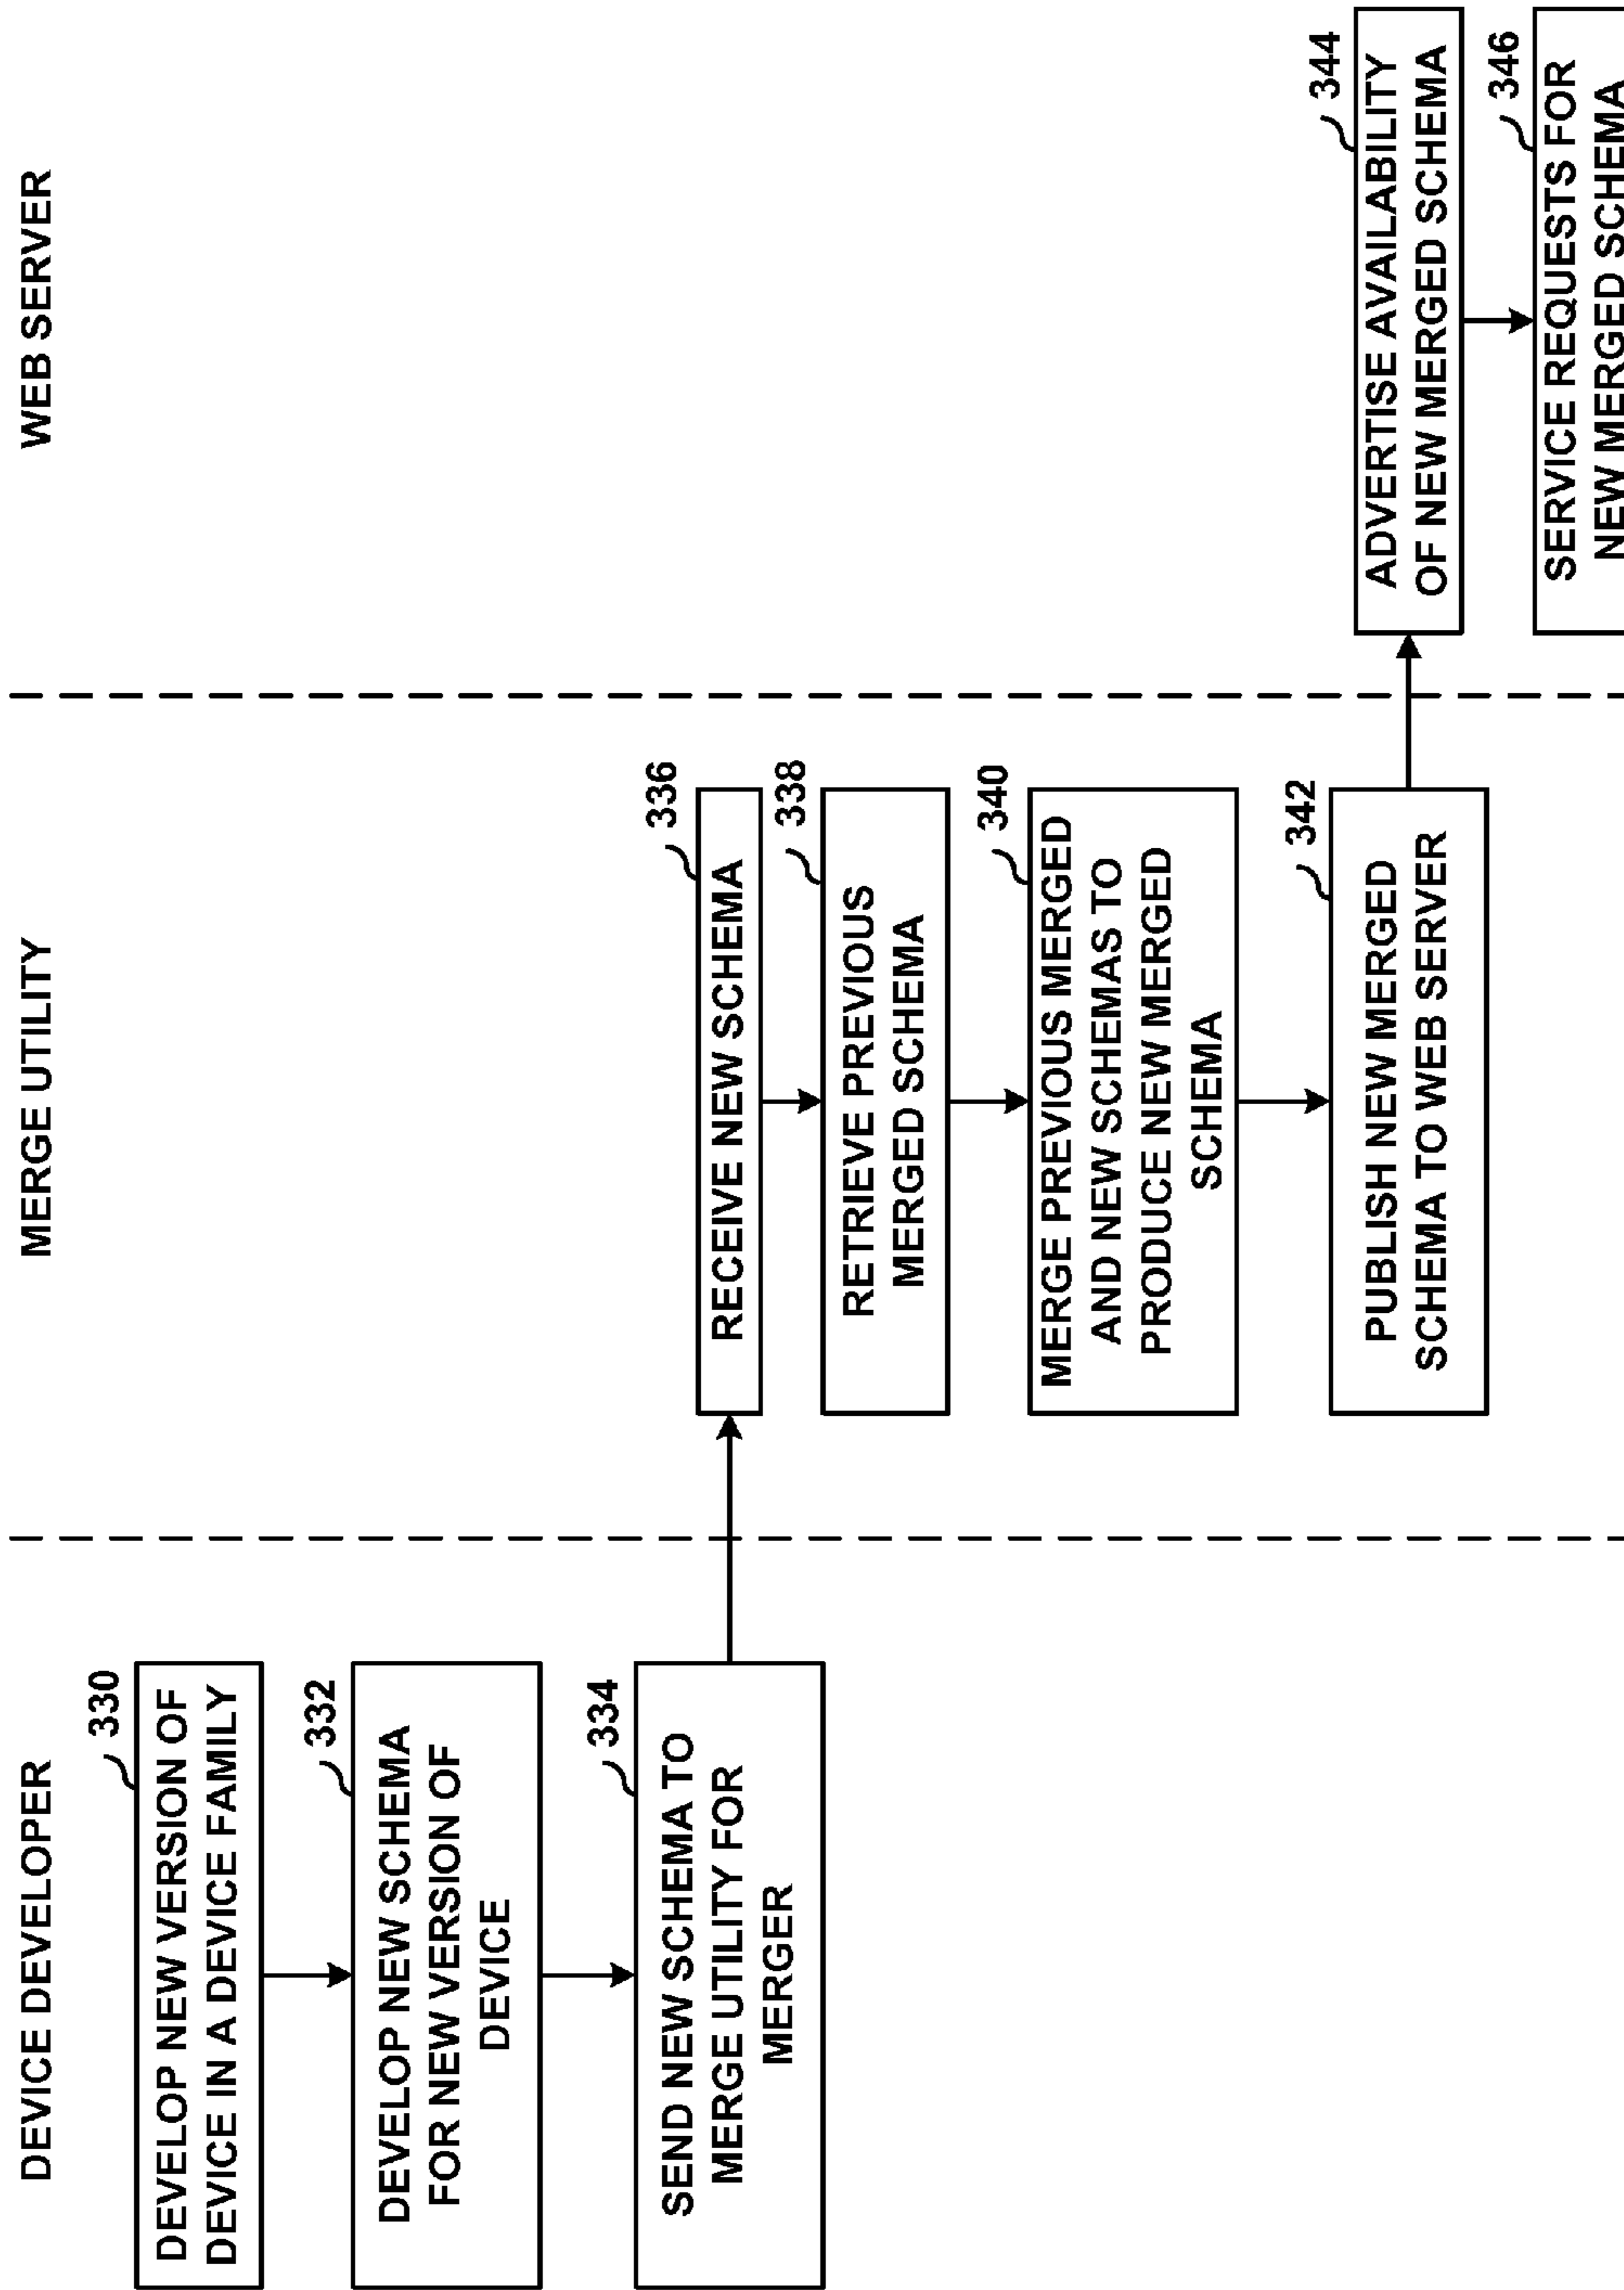 DEVICE DEVELOPER
330
DEVELOP NEW VERSION OF
DEVICE IN A DEVICE FAMILY
332
DEVELOP NEW SCHEMA
FOR NEW VERSION OF
DEVICE
334
SEND NEW SCHEMA TO
MERGE UTILITY FOR
MERGER
MERGE UTILITY
336
RECEIVE NEW SCHEMA
338
RETRIEVE PREVIOUS
MERGED SCHEMA
340
MERGE PREVIOUS MERGED
AND NEW SCHEMAS TO
PRODUCE NEW MERGED
SCHEMA
342
PUBLISH NEW MERGED
SCHEMA TO WEB SERVER
WEB SERVER
344
ADVERTISE AVAILABILITY
OF NEW MERGED SCHEMA
346
SERVICE REQUESTS FOR
NEW MERGED SCHEMA